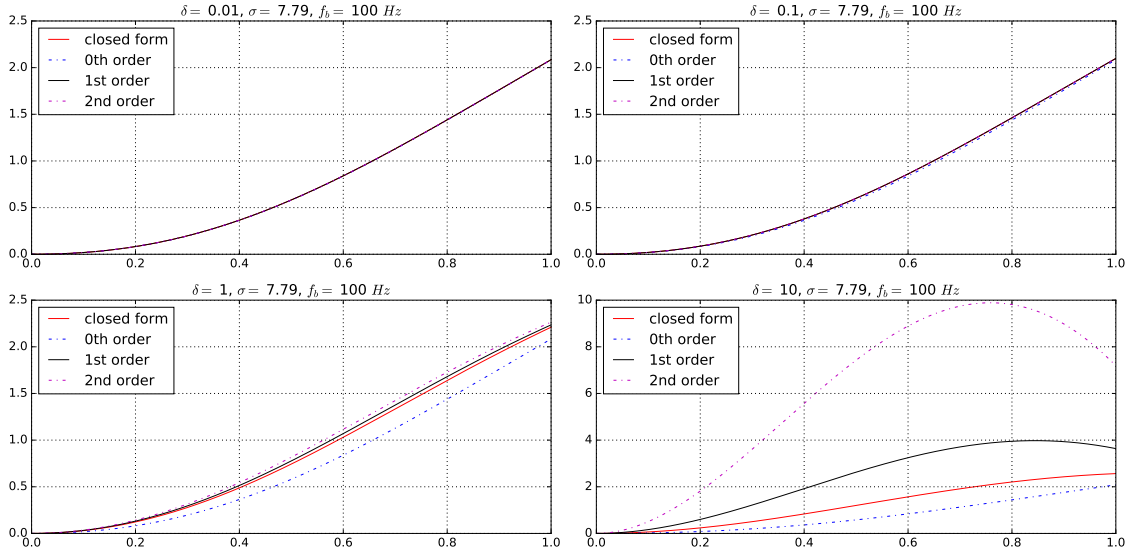 δ = 0.01, σ = 7.79, f_b = 100 Hz
closed form
0th order
1st order
2nd order
2.5
2.0
1.5
1.0
0.5
0.0
0.0 0.2 0.4 0.6 0.8 1.0
δ = 0.1, σ = 7.79, f_b = 100 Hz
closed form
0th order
1st order
2nd order
2.5
2.0
1.5
1.0
0.5
0.0
0.0 0.2 0.4 0.6 0.8 1.0
δ = 1, σ = 7.79, f_b = 100 Hz
closed form
0th order
1st order
2nd order
2.5
2.0
1.5
1.0
0.5
0.0
0.0 0.2 0.4 0.6 0.8 1.0
δ = 10, σ = 7.79, f_b = 100 Hz
closed form
0th order
1st order
2nd order
10
8
6
4
2
0
0.0 0.2 0.4 0.6 0.8 1.0